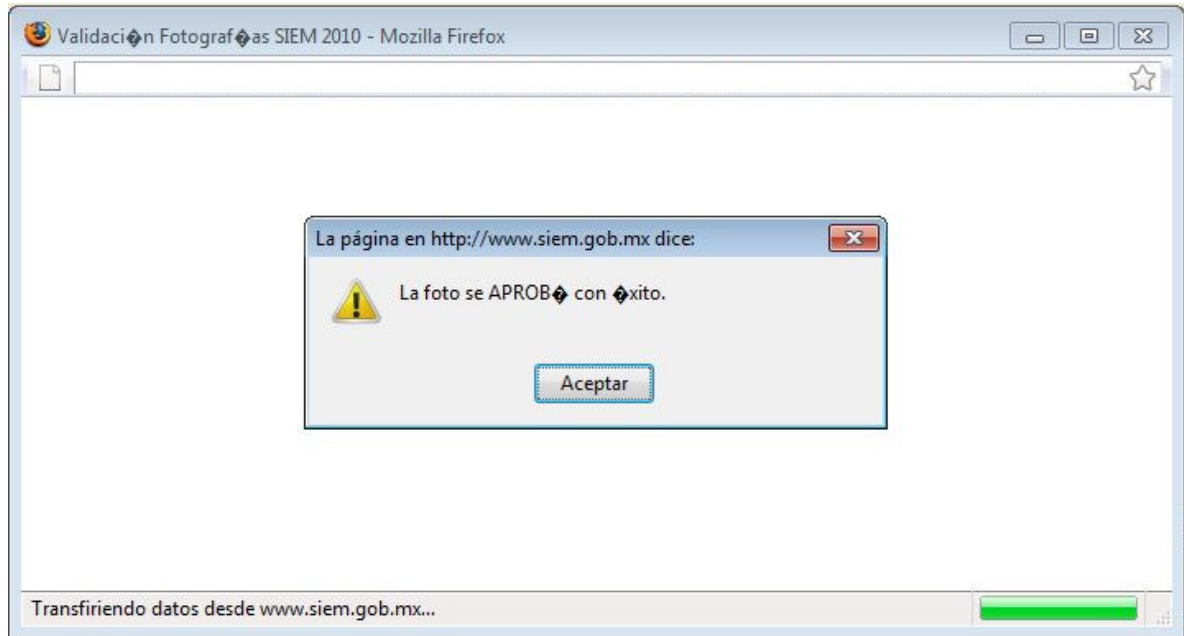 Validaci�n Fotograf�as SIEM 2010 - Mozilla Firefox
La página en http://www.siem.gob.mx dice:
La foto se APROB� con �xito.
Aceptar
Transfiriendo datos desde www.siem.gob.mx...